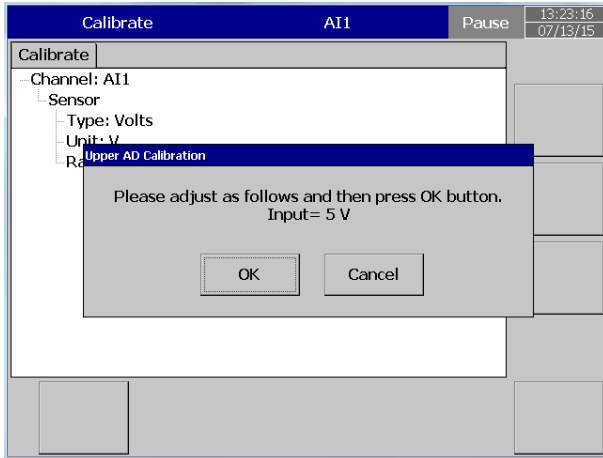 Calibrate AI1 Pause 13:23:16
07/13/15
Calibrate
Channel: AI1
Sensor
Type: Volts
Unit: V
Upper AD Calibration
Please adjust as follows and then press OK button.
Input= 5 V
OK Cancel